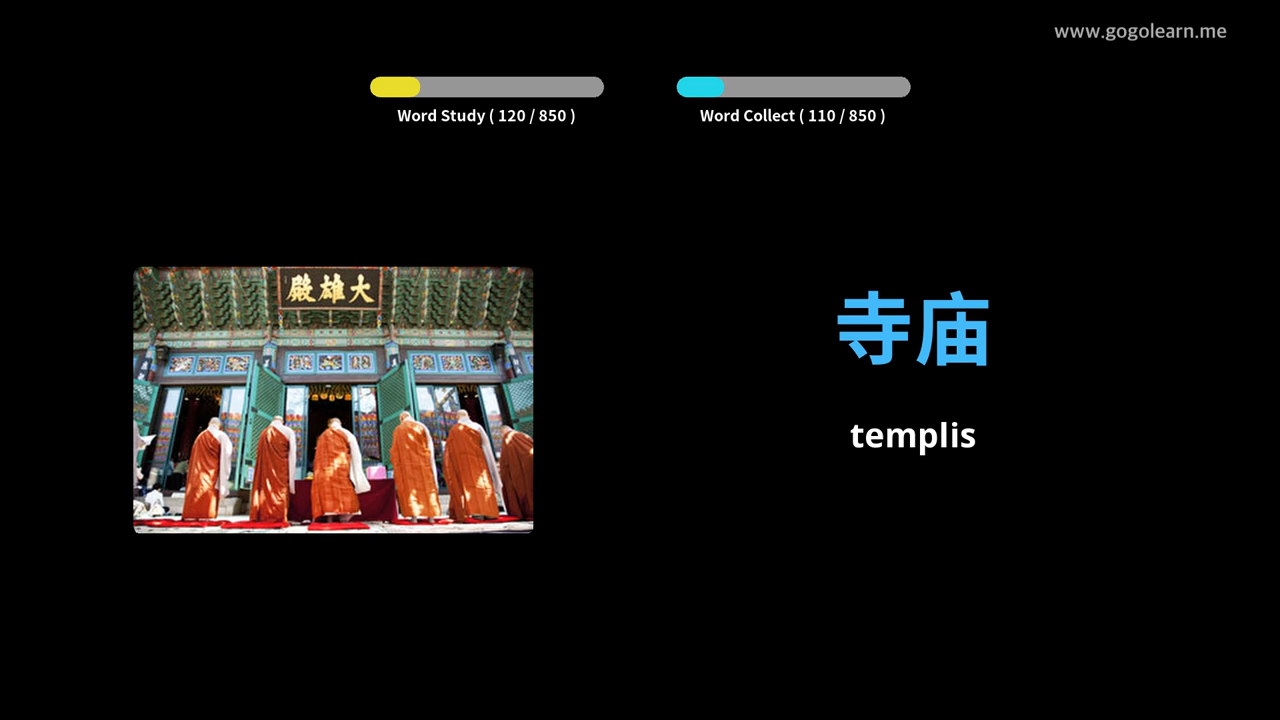 www.gogolearn.me
Word Study ( 120 / 850 )
Word Collect ( 110 / 850 )
殿雄大
寺庙
templis